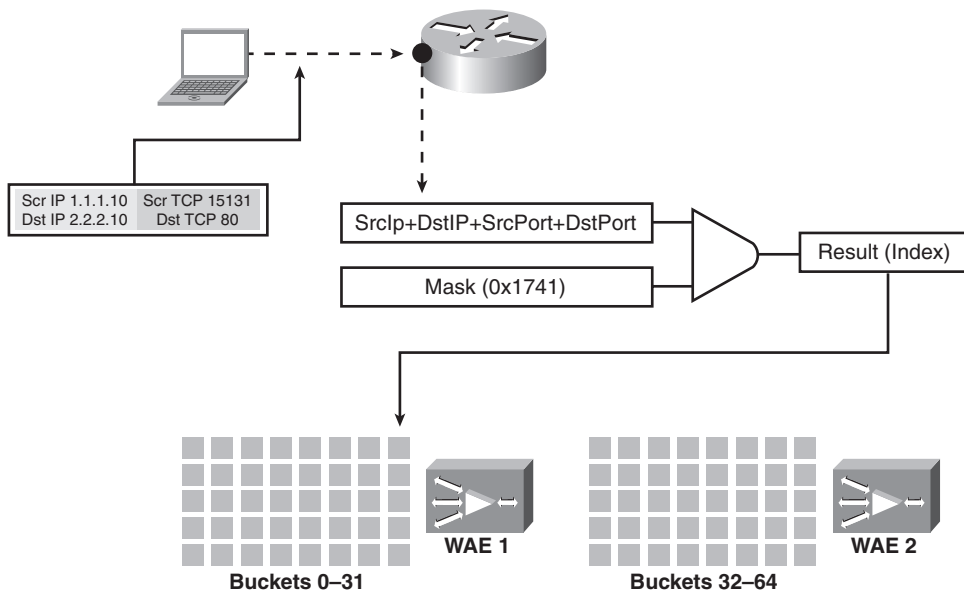 Scr IP 1.1.1.10 Scr TCP 15131
Dst IP 2.2.2.10 Dst TCP 80
SrcIp+DstIP+SrcPort+DstPort
Mask (0x1741)
Result (Index)
WAE 1
WAE 2
Buckets 0–31
Buckets 32–64